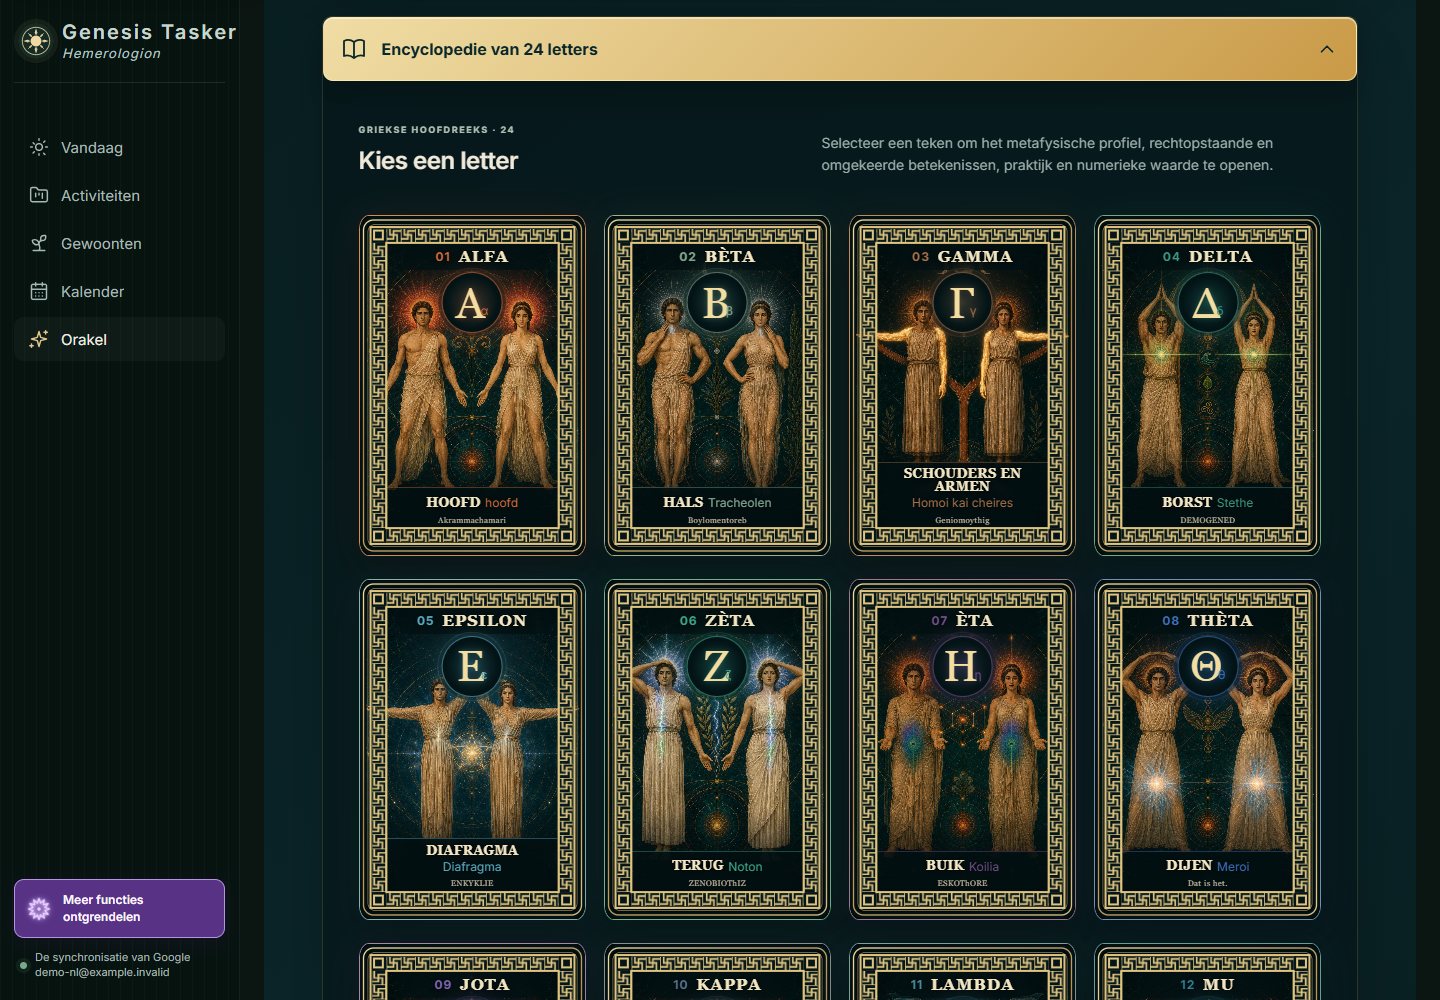 Genesis Tasker
Hemerologion
Vandaag
Activiteiten
Gewoonten
Kalender
Orakel
Meer functies
ontgrendelen
De synchronisatie van Google
demo-nl@example.invalid
Encyclopedie van 24 letters
GRIEKSE HOOFDREEKS · 24
Kies een letter
Selecteer een teken om het metafysische profiel, rechtopstaande en
omgekeerde betekenissen, praktijk en numerieke waarde te openen.
01 ALFA
Α α
HOOFD hoofd
Akrammachamari
02 BÈTA
Β β
HALS Tracheolen
Boylomentoreb
03 GAMMA
Γ γ
SCHOUDERS EN
ARMEN
Homoi kai cheires
Geniomoythig
04 DELTA
Δ δ
BORST Stethe
DEMOGENED
05 EPSILON
Ε ε
DIAFRAGMA
Diafragma
ENKYKLIE
06 ZÈTA
Ζ ζ
TERUG Noton
ZENOBIOThIZ
07 ÈTA
Η η
BUIK Koilia
ESKOThORE
08 THÈTA
Θ θ
DIJEN Meroi
Dat is het.
09 JOTA
10 KAPPA
11 LAMBDA
12 MU